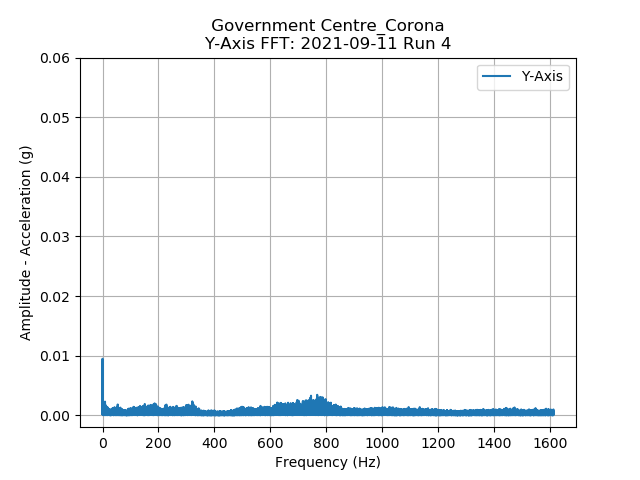 Government Centre_Corona
Y-Axis FFT: 2021-09-11 Run 4
Y-Axis
Amplitude - Acceleration (g)
0.06
0.05
0.04
0.03
0.02
0.01
0.00
0 200 400 600 800 1000 1200 1400 1600
Frequency (Hz)